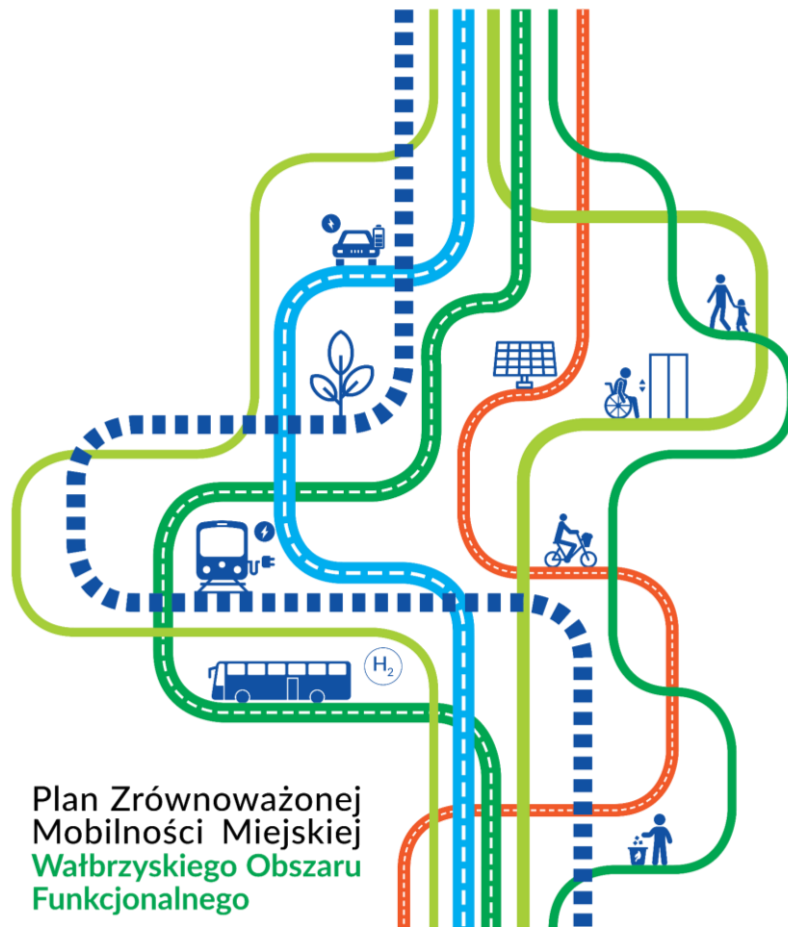 H₂
Plan Zrównoważonej
Mobilności Miejskiej
Wałbrzyskiego Obszaru
Funkcjonalnego